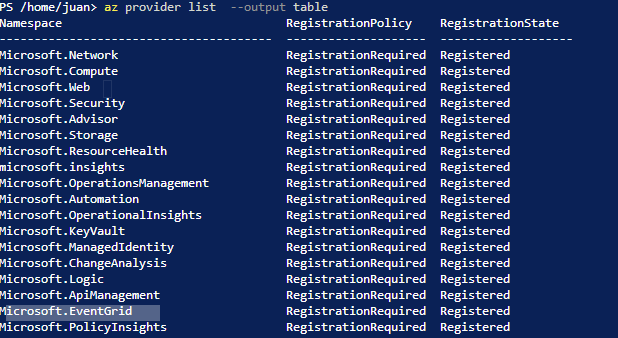 PS /home/juan> az provider list  --output table
Namespace                               RegistrationPolicy    RegistrationState
--------------------------------------  --------------------  -------------------
Microsoft.Network                       RegistrationRequired  Registered
Microsoft.Compute                       RegistrationRequired  Registered
Microsoft.Web                           RegistrationRequired  Registered
Microsoft.Security                      RegistrationRequired  Registered
Microsoft.Advisor                       RegistrationRequired  Registered
Microsoft.Storage                       RegistrationRequired  Registered
Microsoft.ResourceHealth                RegistrationRequired  Registered
microsoft.insights                      RegistrationRequired  Registered
Microsoft.OperationsManagement          RegistrationRequired  Registered
Microsoft.Automation                    RegistrationRequired  Registered
Microsoft.OperationalInsights           RegistrationRequired  Registered
Microsoft.KeyVault                      RegistrationRequired  Registered
Microsoft.ManagedIdentity               RegistrationRequired  Registered
Microsoft.ChangeAnalysis                RegistrationRequired  Registered
Microsoft.Logic                         RegistrationRequired  Registered
Microsoft.ApiManagement                 RegistrationRequired  Registered
Microsoft.EventGrid                     RegistrationRequired  Registered
Microsoft.PolicyInsights                RegistrationRequired  Registered